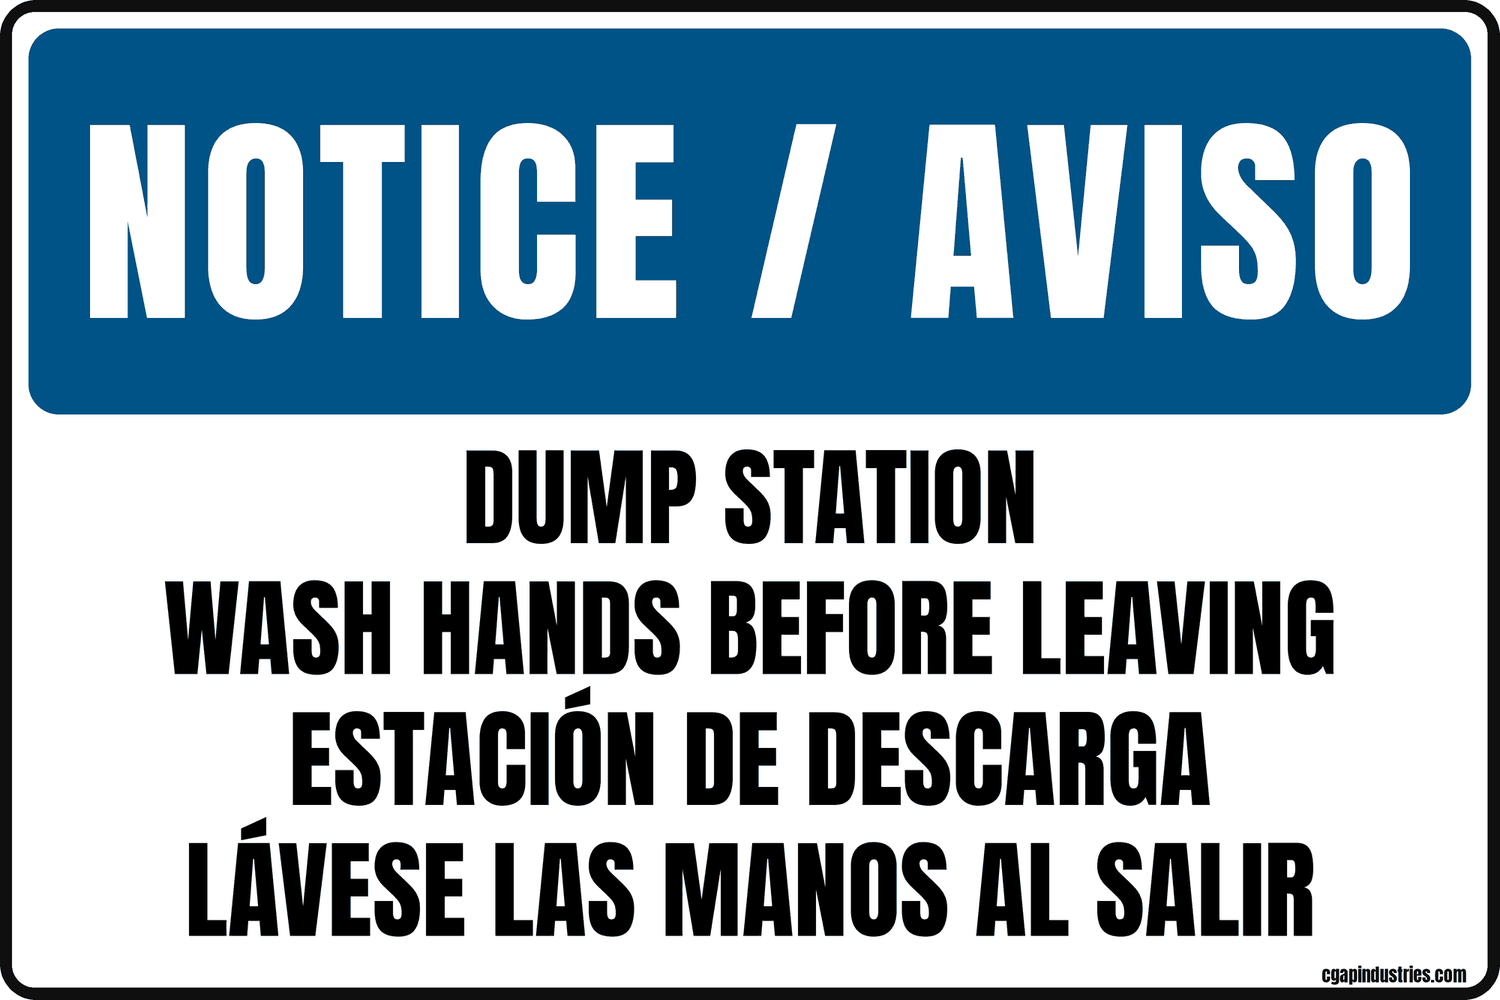 NOTICE / AVISO
DUMP STATION
WASH HANDS BEFORE LEAVING
ESTACIÓN DE DESCARGA
LÁVESE LAS MANOS AL SALIR
cgapindustries.com